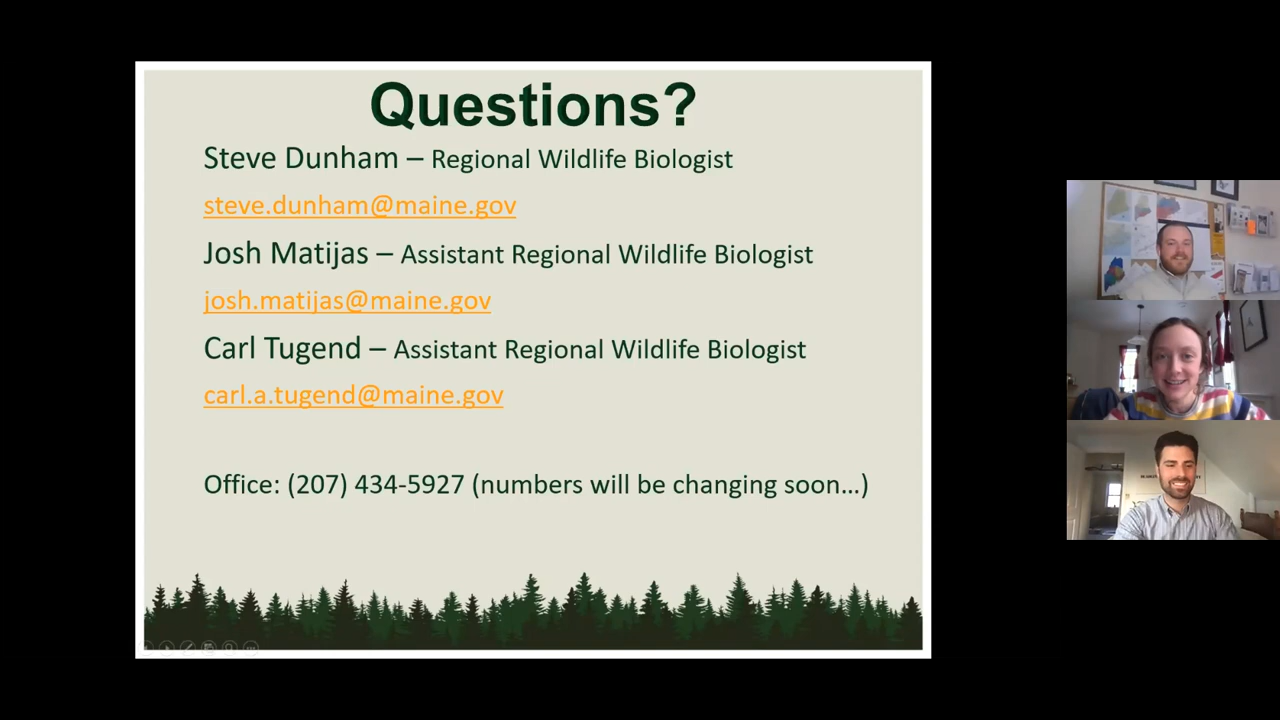 Questions?
Steve Dunham – Regional Wildlife Biologist
steve.dunham@maine.gov
Josh Matijas – Assistant Regional Wildlife Biologist
josh.matijas@maine.gov
Carl Tugend – Assistant Regional Wildlife Biologist
carl.a.tugend@maine.gov
Office: (207) 434-5927 (numbers will be changing soon…)